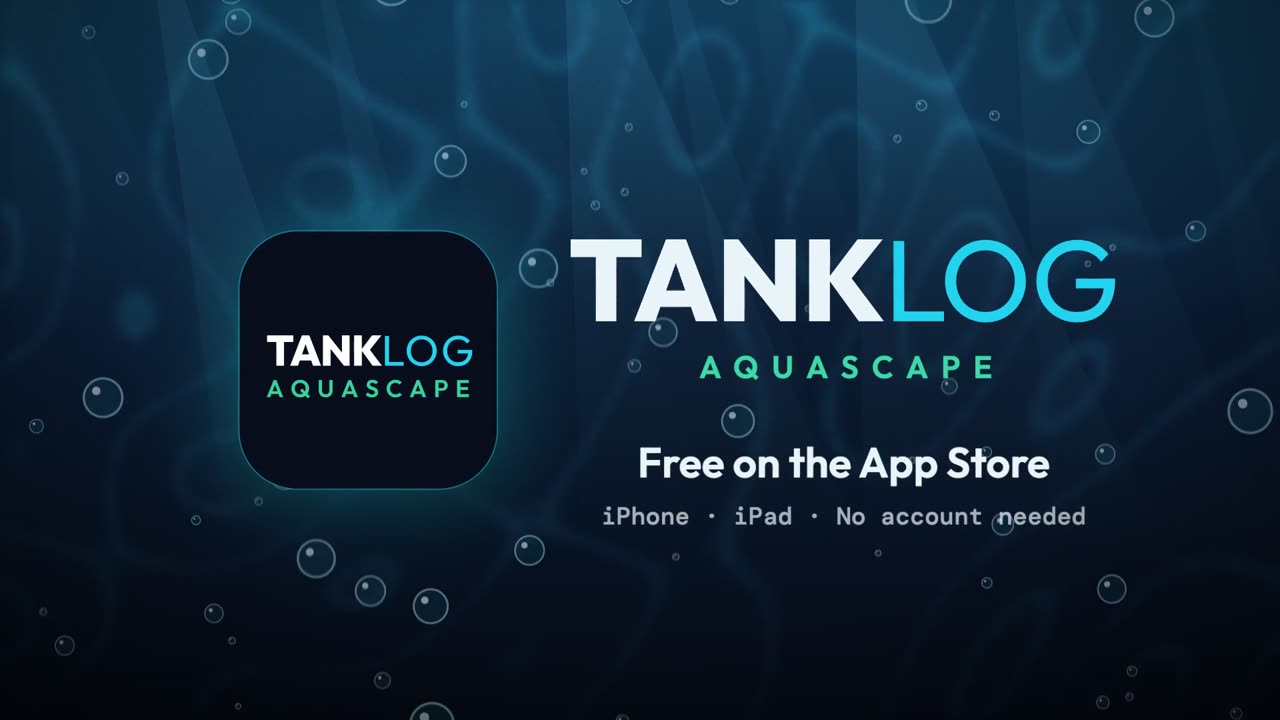 TANKLOG
AQUASCAPE
TANKLOG
AQUASCAPE
Free on the App Store
iPhone · iPad · No account needed